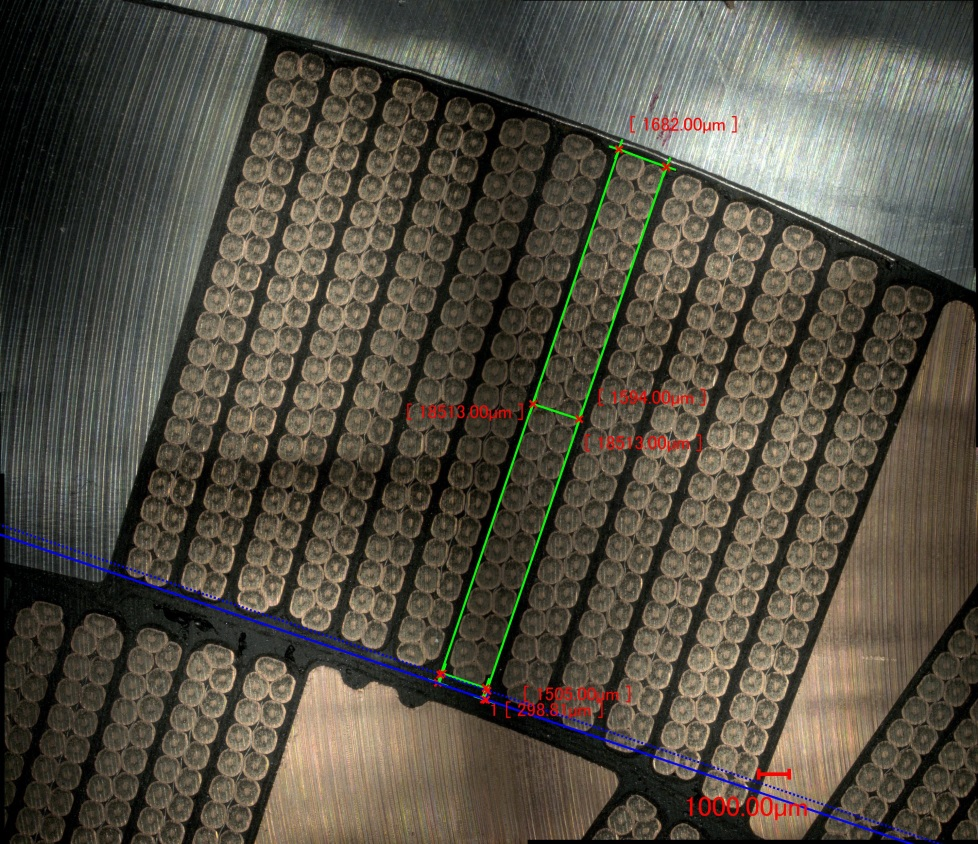 [ 1682.00µm ]
[ 1594.00µm ]
[ 18513.00µm ]
[ 18513.00µm ]
[ 1505.00µm ]
1 [ 298.81µm ]
1000.00µm